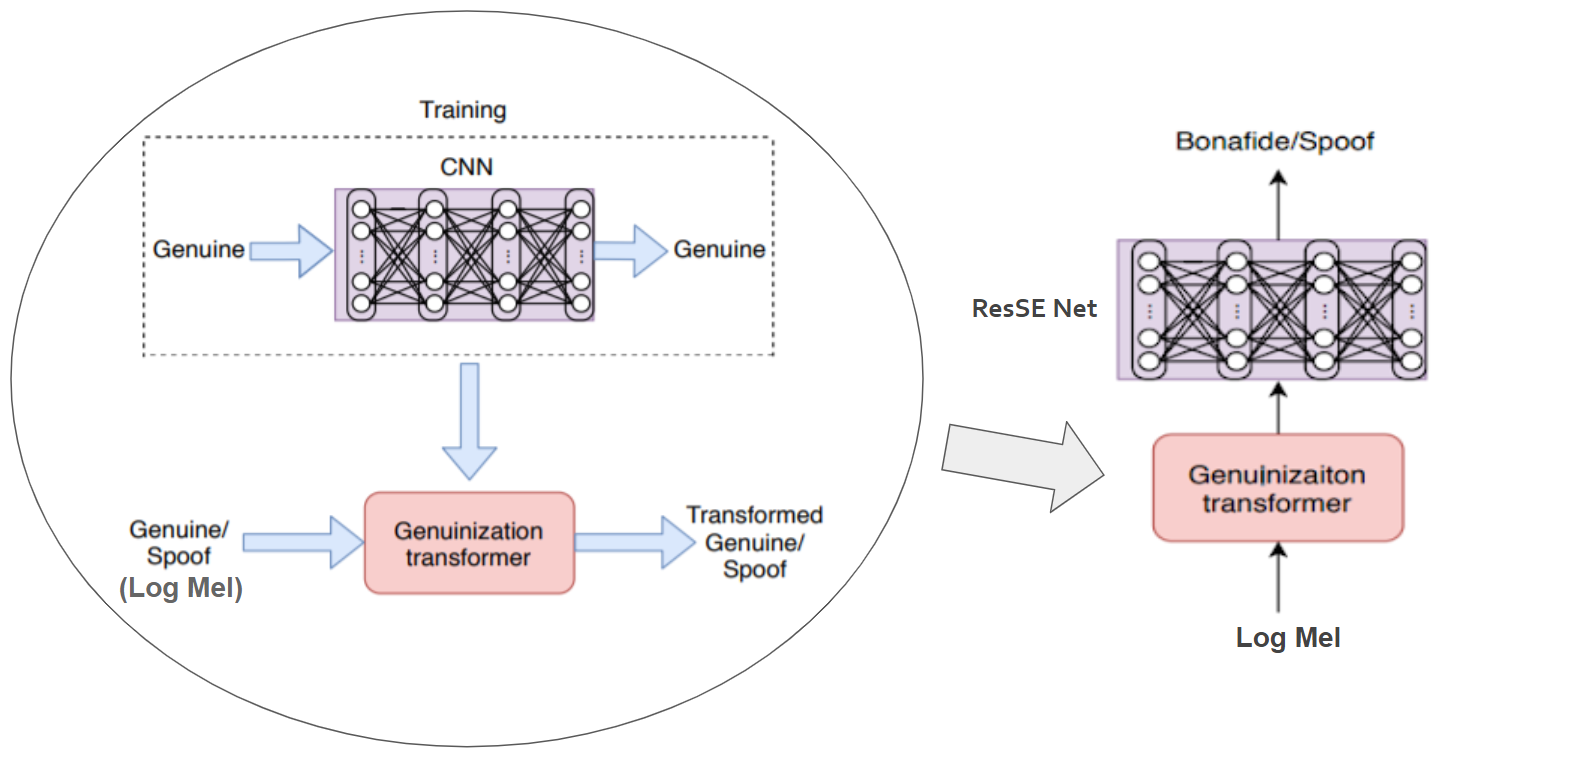 Training
CNN
Genuine
Genuine
Genuine/
Spoof
(Log Mel)
Genuinization
transformer
Transformed
Genuine/
Spoof
Bonafide/Spoof
ResSE Net
GenuInizaiton
transformer
Log Mel